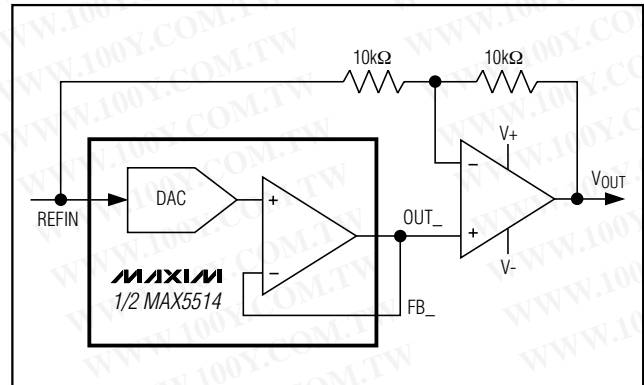 10kΩ 10kΩ
V+
−
DAC + VOUT
REFIN OUT_ +
MAXIM − V-
1/2 MAX5514 FB_
WWW.100Y.COM.TW